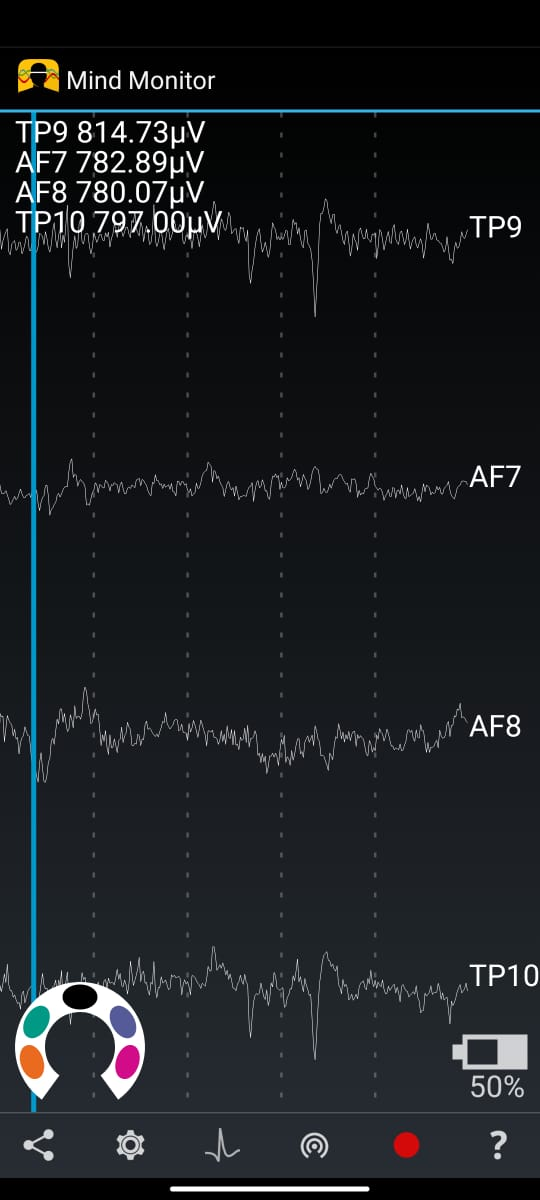 Mind Monitor
TP9 814.73µV
AF7 782.89µV
AF8 780.07µV
TP10 797.00µV
TP9
AF7
AF8
TP10
50%
?